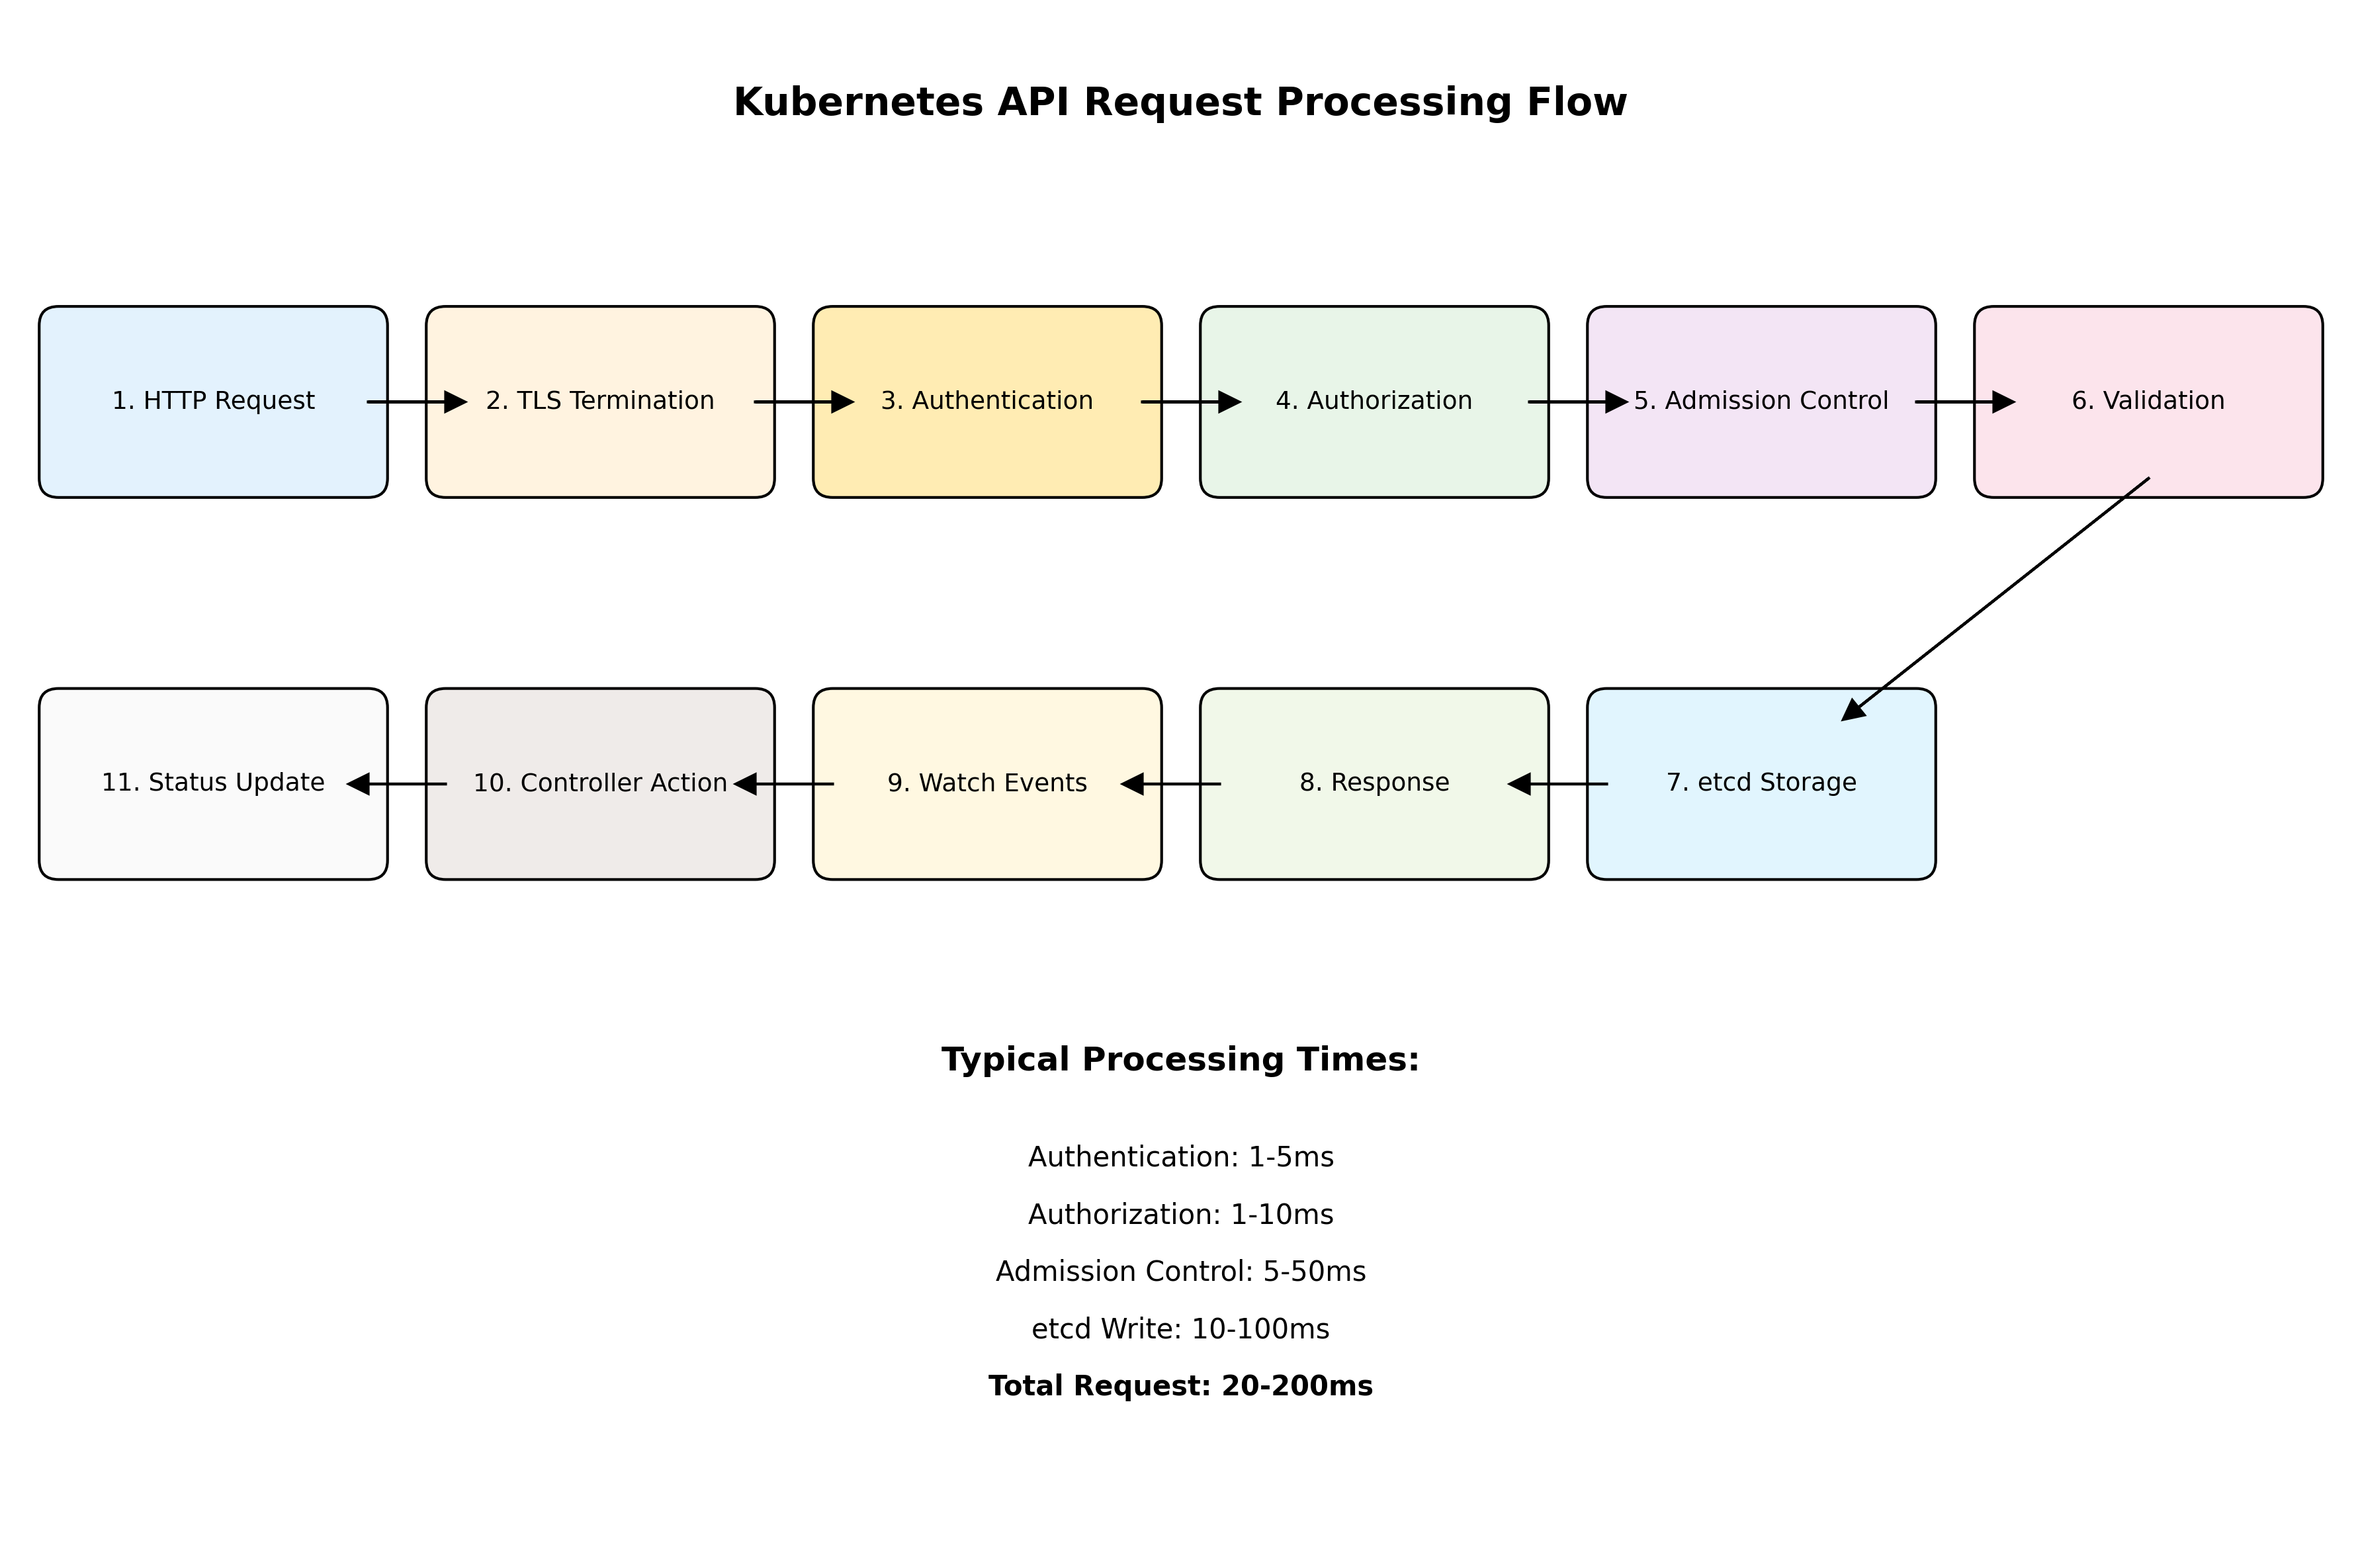 Kubernetes API Request Processing Flow
1. HTTP Request
2. TLS Termination
3. Authentication
4. Authorization
5. Admission Control
6. Validation
11. Status Update
10. Controller Action
9. Watch Events
8. Response
7. etcd Storage
Typical Processing Times:
Authentication: 1-5ms
Authorization: 1-10ms
Admission Control: 5-50ms
etcd Write: 10-100ms
Total Request: 20-200ms